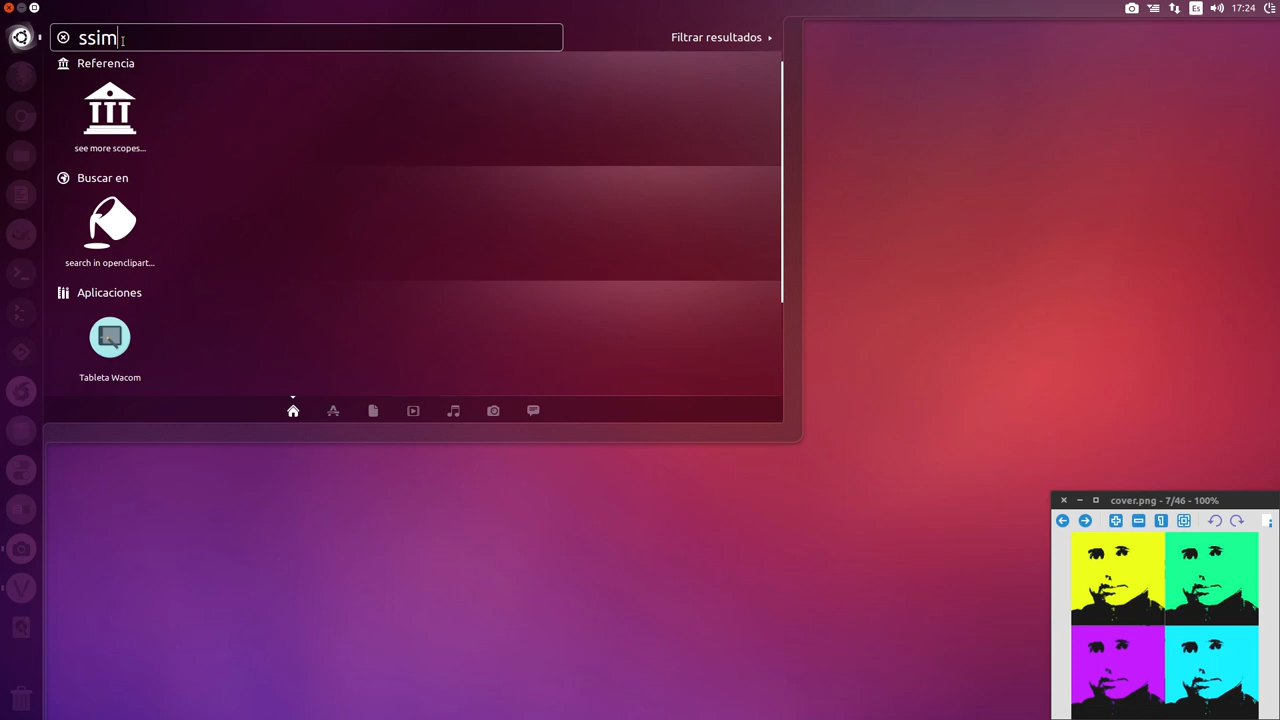 Es
17:24
ssim
Filtrar resultados
Referencia
see more scopes...
Buscar en
search in openclipart...
Aplicaciones
Tableta Wacom
cover.png - 7/46 - 100%